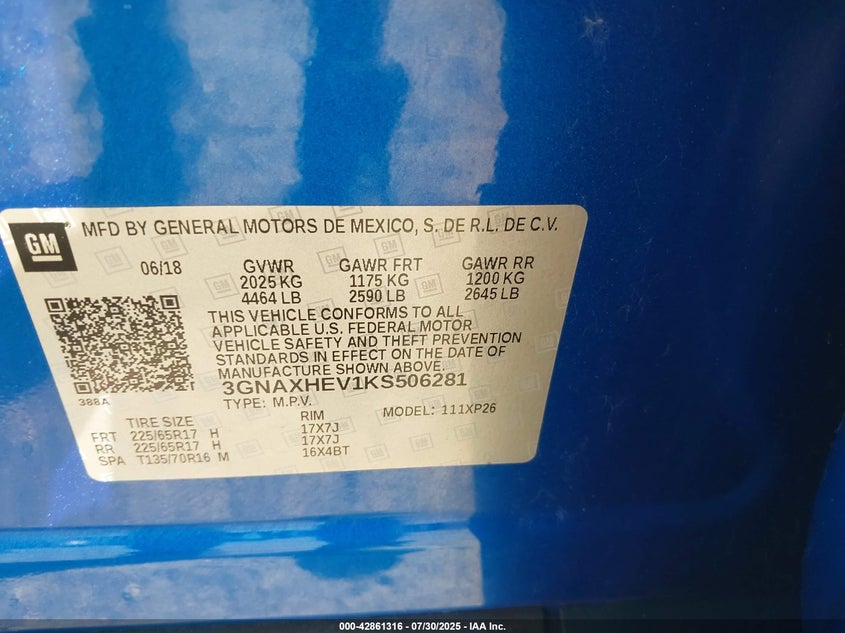 GM
MFD BY GENERAL MOTORS DE MEXICO, S. DE R.L. DE C.V.
06/18 GVWR GAWR FRT GAWR RR
2025 KG 1175 KG 1200 KG
4464 LB 2590 LB 2645 LB
THIS VEHICLE CONFORMS TO ALL
APPLICABLE U.S. FEDERAL MOTOR
VEHICLE SAFETY AND THEFT PREVENTION
STANDARDS IN EFFECT ON THE DATE OF
MANUFACTURE SHOWN ABOVE.
388A
3GNAXHEV1KS506281
TYPE: M.P.V. MODEL: 111XP26
TIRE SIZE RIM
FRT 225/65R17 H 17X7J
RR 225/65R17 H 17X7J
SPA T135/70R16 M 16X4BT
000-42861316 - 07/30/2025 - IAA Inc.